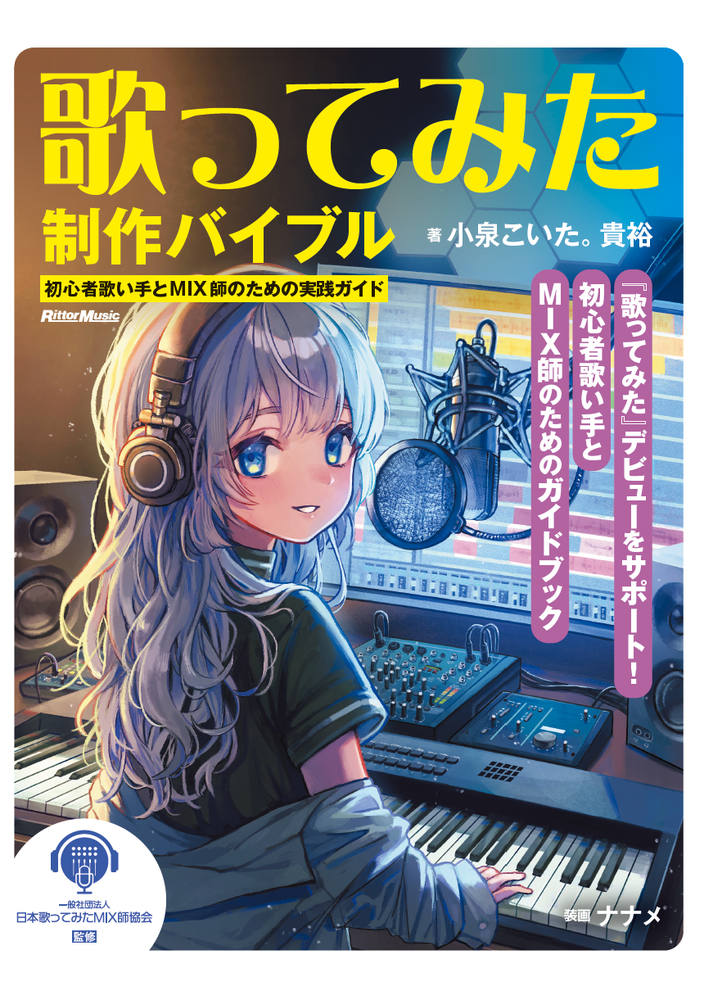 歌ってみた
制作バイブル
著 小泉こいた。貴裕
初心者歌い手とMIX師のための実践ガイド
RittorMusic
『歌ってみた』デビューをサポート!
初心者歌い手と
MIX師のためのガイドブック
一般社団法人
日本歌ってみたMIX師協会
監修
装画 ナナメ